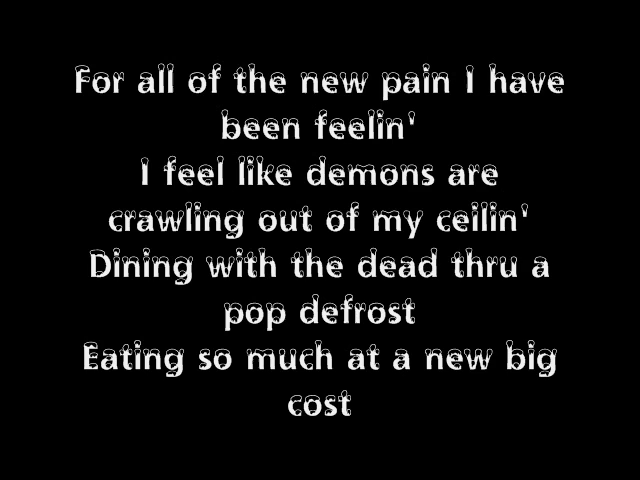 For all of the new pain I have
been feelin'
I feel like demons are
crawling out of my ceilin'
Dining with the dead thru a
pop defrost
Eating so much at a new big
cost